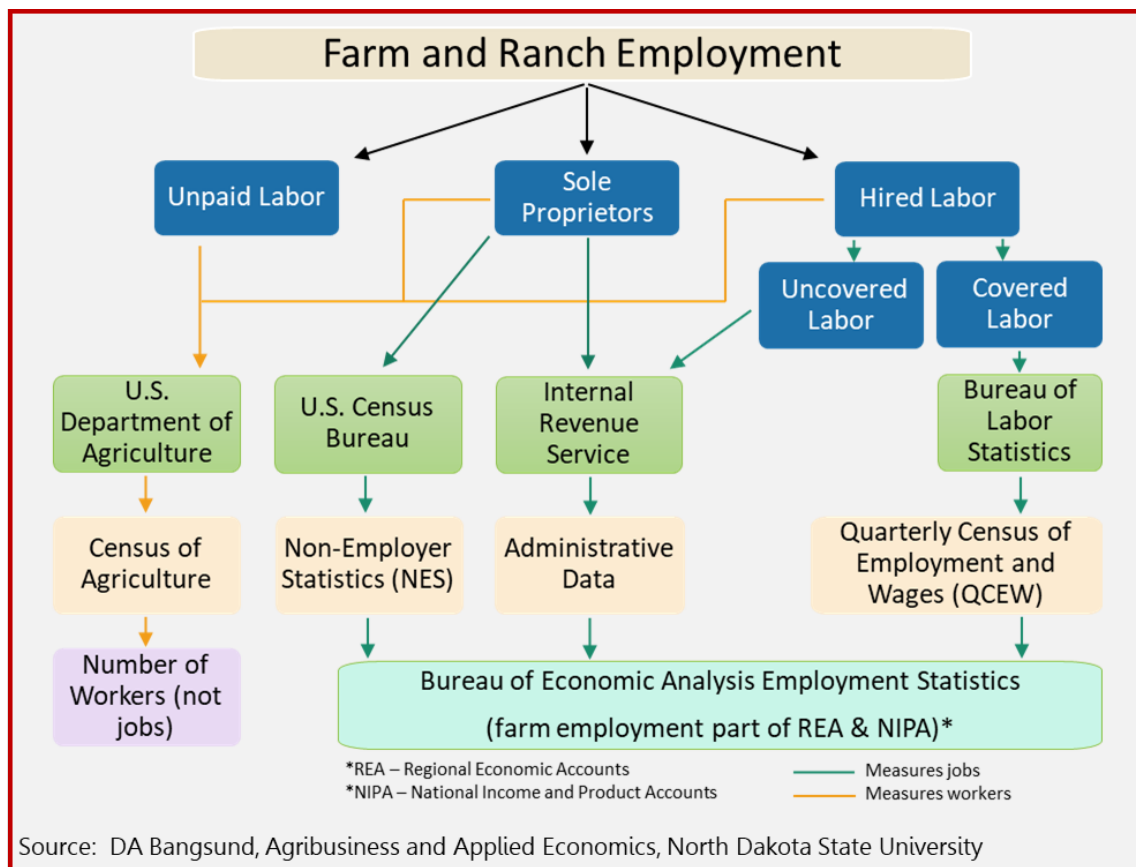 Farm and Ranch Employment
Unpaid Labor
Sole
Proprietors
Hired Labor
Uncovered
Labor
Covered
Labor
U.S.
Department of
Agriculture
U.S. Census
Bureau
Internal
Revenue
Service
Bureau of
Labor
Statistics
Census of
Agriculture
Non-Employer
Statistics (NES)
Administrative
Data
Quarterly Census of
Employment and
Wages (QCEW)
Number of
Workers (not
jobs)
Bureau of Economic Analysis Employment Statistics
(farm employment part of REA & NIPA)*
*REA – Regional Economic Accounts
*NIPA – National Income and Product Accounts
Measures jobs
Measures workers
Source: DA Bangsund, Agribusiness and Applied Economics, North Dakota State University